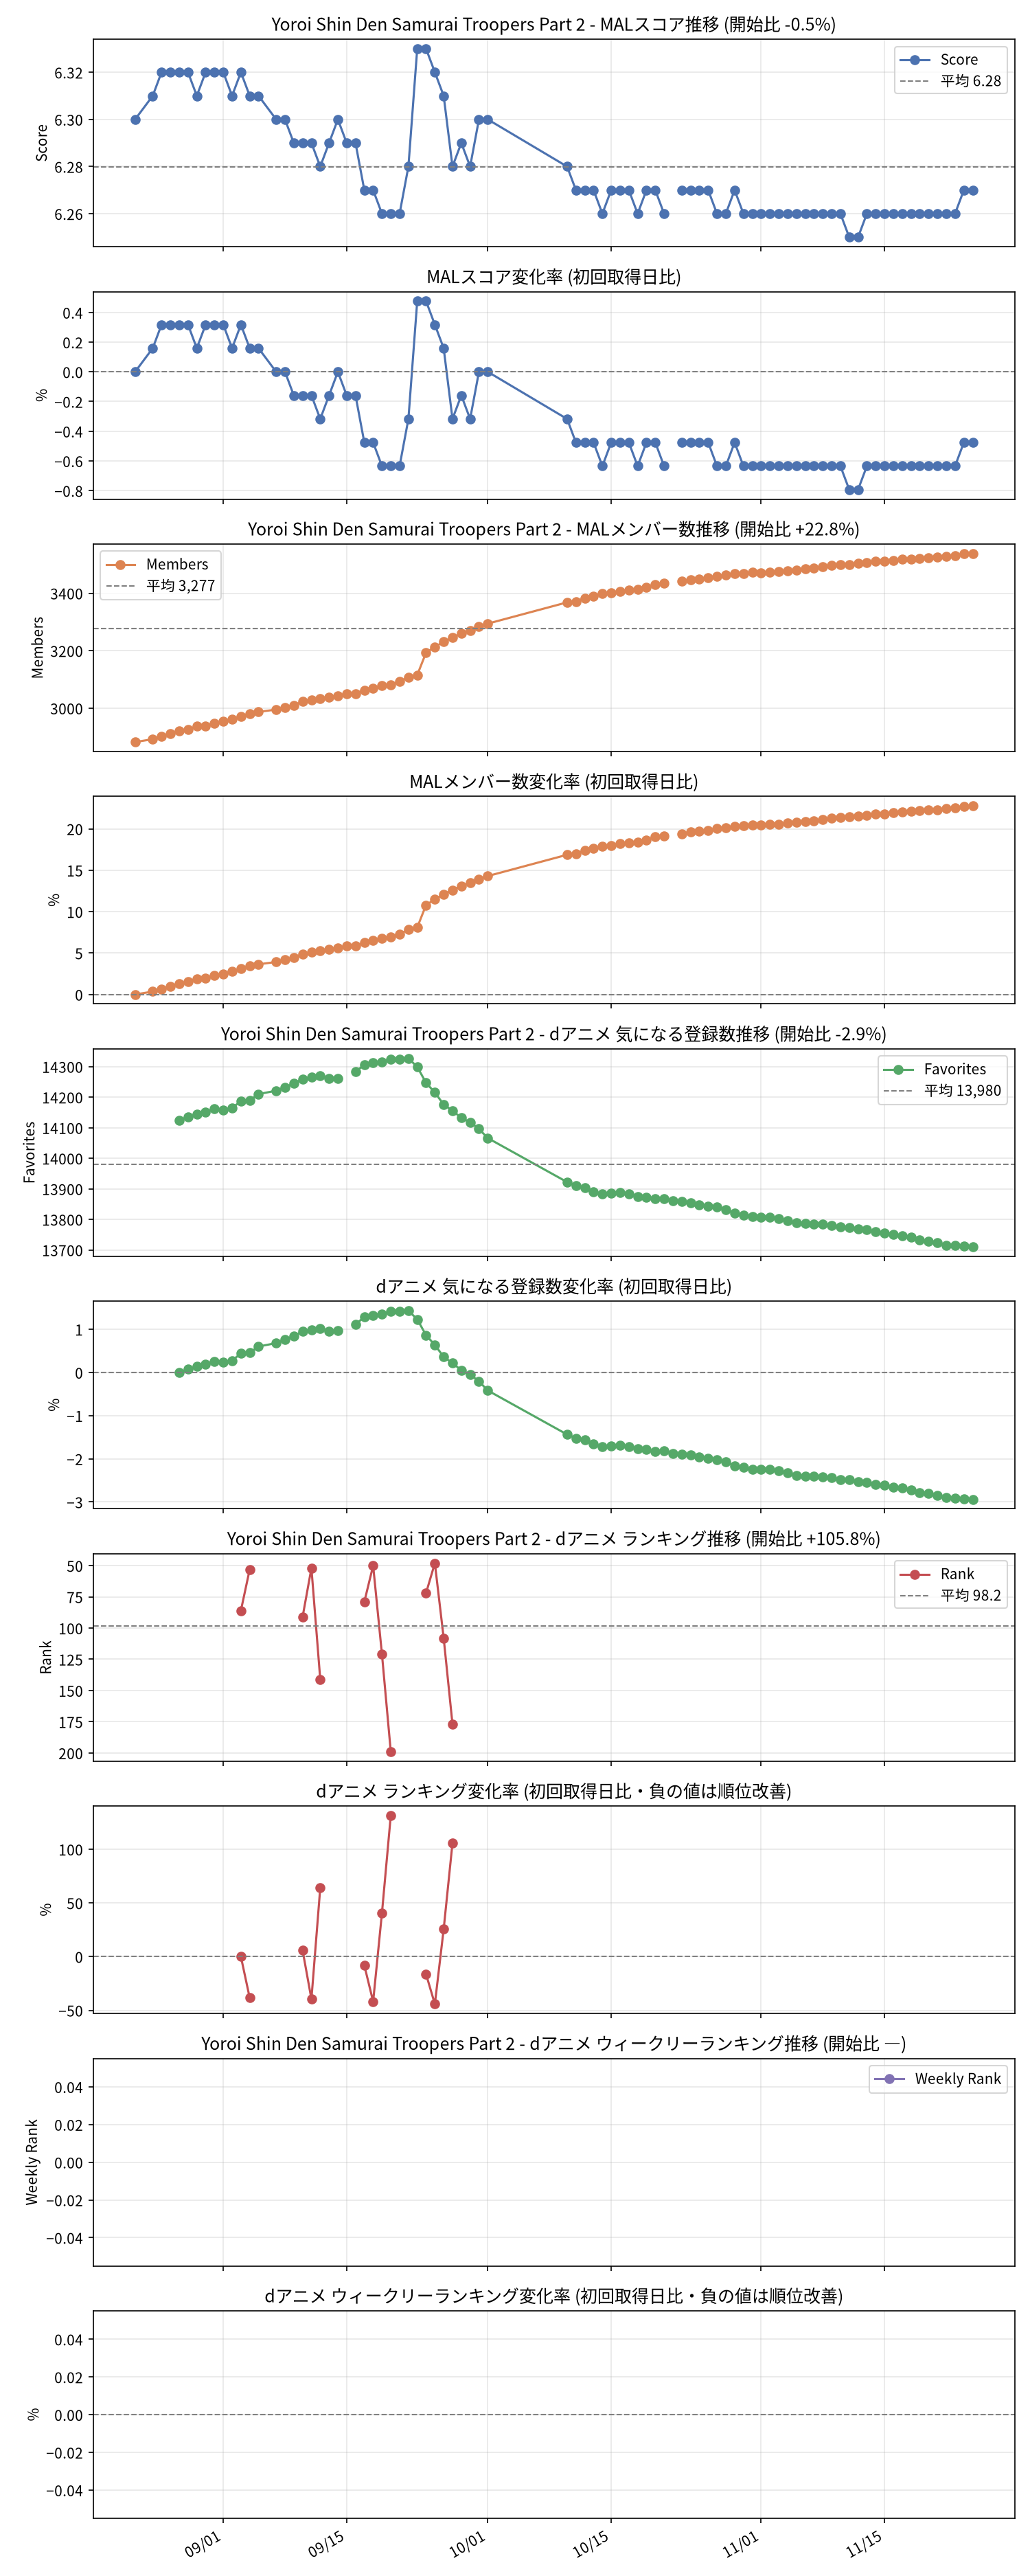 Yoroi Shin Den Samurai Troopers Part 2 - MALスコア推移 (開始比 -0.5%)
Score
6.32
6.30
6.28
6.26
Score
平均 6.28
MALスコア変化率 (初回取得日比)
%
0.4
0.2
0.0
−0.2
−0.4
−0.6
−0.8
Yoroi Shin Den Samurai Troopers Part 2 - MALメンバー数推移 (開始比 +22.8%)
Members
3400
3200
3000
Members
平均 3,277
MALメンバー数変化率 (初回取得日比)
%
20
15
10
5
0
Yoroi Shin Den Samurai Troopers Part 2 - dアニメ 気になる登録数推移 (開始比 -2.9%)
Favorites
14300
14200
14100
14000
13900
13800
13700
Favorites
平均 13,980
dアニメ 気になる登録数変化率 (初回取得日比)
%
1
0
−1
−2
−3
Yoroi Shin Den Samurai Troopers Part 2 - dアニメ ランキング推移 (開始比 +105.8%)
Rank
50
75
100
125
150
175
200
Rank
平均 98.2
dアニメ ランキング変化率 (初回取得日比・負の値は順位改善)
%
100
50
0
−50
Yoroi Shin Den Samurai Troopers Part 2 - dアニメ ウィークリーランキング推移 (開始比 —)
Weekly Rank
0.04
0.02
0.00
−0.02
−0.04
Weekly Rank
dアニメ ウィークリーランキング変化率 (初回取得日比・負の値は順位改善)
%
0.04
0.02
0.00
−0.02
−0.04
09/01
09/15
10/01
10/15
11/01
11/15